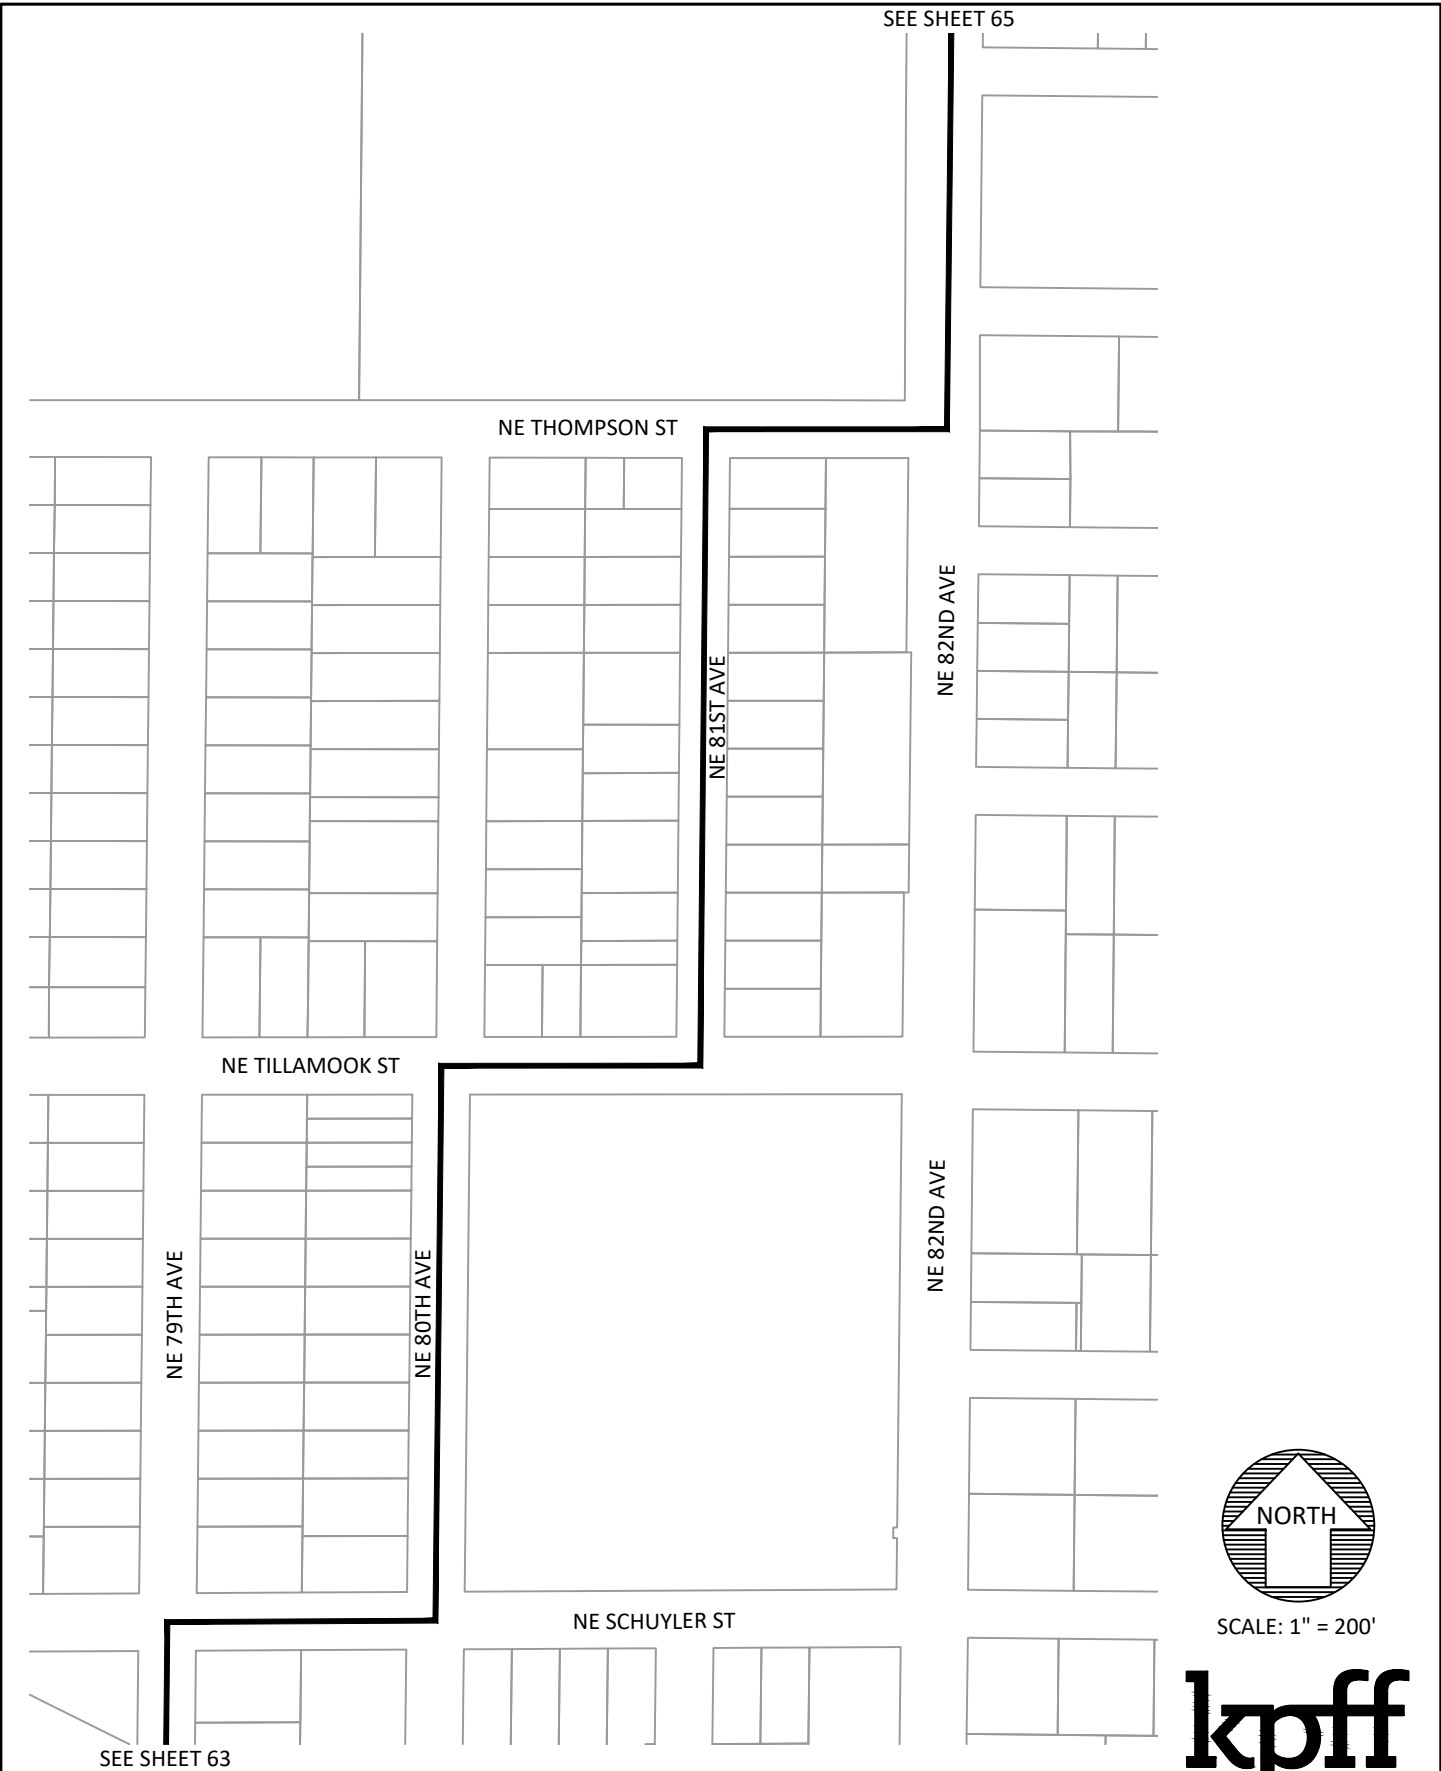 SEE SHEET 65
NE THOMPSON ST
NE 82ND AVE
NE 81ST AVE
NE TILLAMOOK ST
NE 82ND AVE
NE 79TH AVE
NE 80TH AVE
NORTH
NE SCHUYLER ST
SCALE: 1" = 200'
kpff
SEE SHEET 63